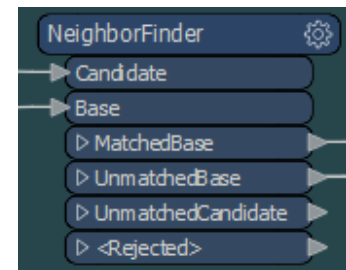 NeighborFinder
Candidate
Base
MatchedBase
UnmatchedBase
UnmatchedCandidate
<Rejected>